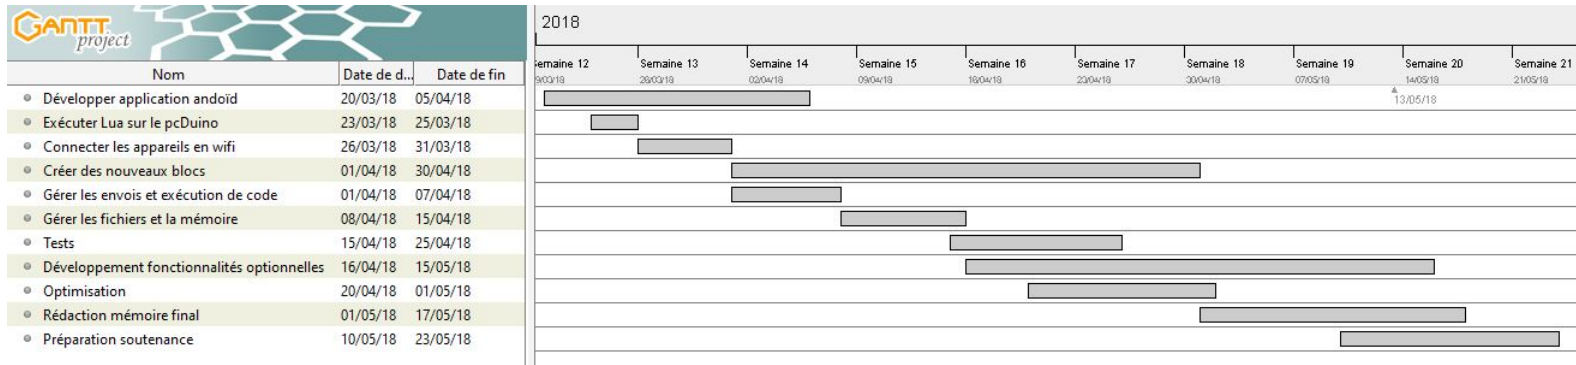 GANTT
project
2018
Semaine 12 Semaine 13 Semaine 14 Semaine 15 Semaine 16 Semaine 17 Semaine 18 Semaine 19 Semaine 20 Semaine 21
9/03/18 26/03/18 02/04/18 09/04/18 16/04/18 23/04/18 30/04/18 07/05/18 14/05/18 21/05/18
13/05/18
Nom Date de d... Date de fin
Développer application andoïd 20/03/18 05/04/18
Exécuter Lua sur le pcDuino 23/03/18 25/03/18
Connecter les appareils en wifi 26/03/18 31/03/18
Créer des nouveaux blocs 01/04/18 30/04/18
Gérer les envois et exécution de code 01/04/18 07/04/18
Gérer les fichiers et la mémoire 08/04/18 15/04/18
Tests 15/04/18 25/04/18
Développement fonctionnalités optionnelles 16/04/18 15/05/18
Optimisation 20/04/18 01/05/18
Rédaction mémoire final 01/05/18 17/05/18
Préparation soutenance 10/05/18 23/05/18